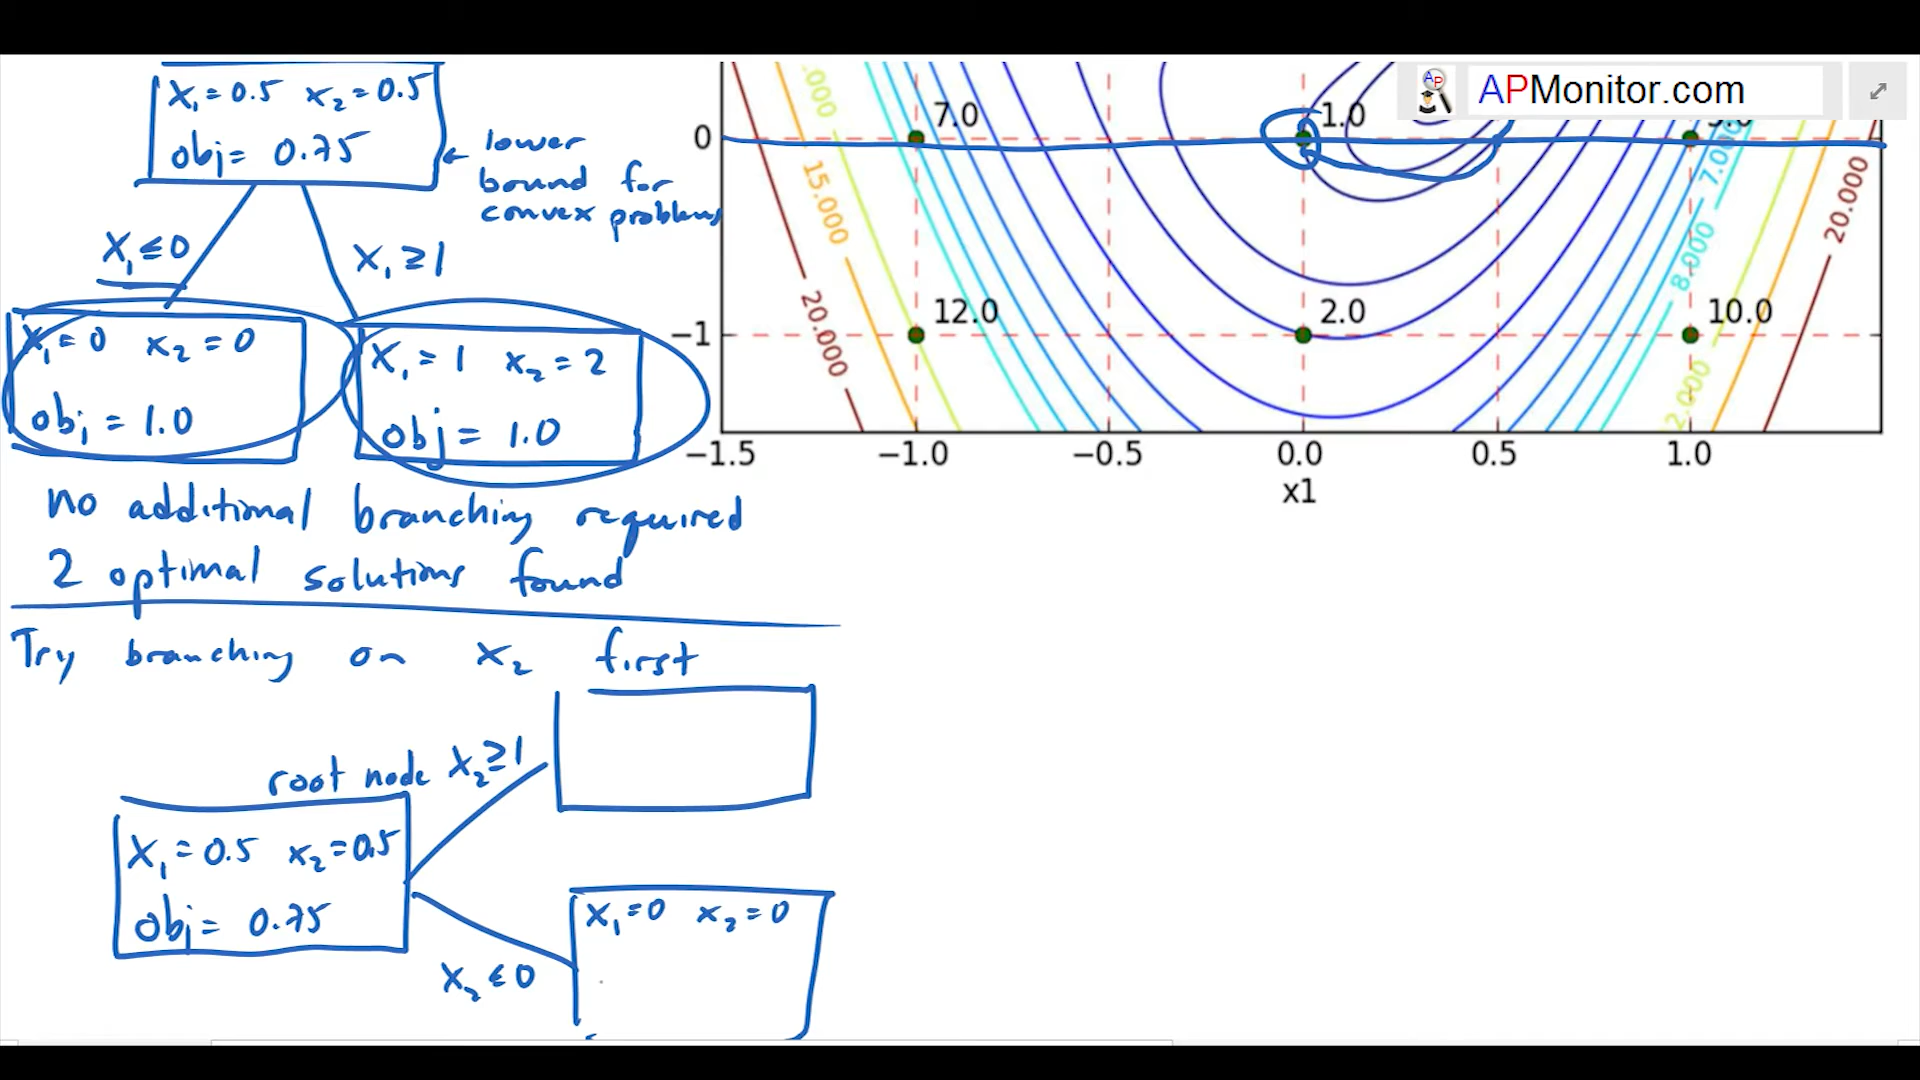 x₁ = 0.5 x₂ = 0.5
obj = 0.75
← lower
bound for
convex problems
x₁ ≤ 0
x₁ ≥ 1
x₁ = 0 x₂ = 0
obj = 1.0
x₁ = 1 x₂ = 2
obj = 1.0
no additional branching required
2 optimal solutions found
Try branching on x₂ first
root node x₂ ≥ 1
x₁ = 0.5 x₂ = 0.5
obj = 0.75
x₂ ≤ 0
x₁ = 0 x₂ = 0
APMonitor.com
AP
0
7.0
1.0
−1
12.0
2.0
10.0
15.000
20.000
7.000
8.000
20.000
−1.5 −1.0 −0.5 0.0 0.5 1.0
x1